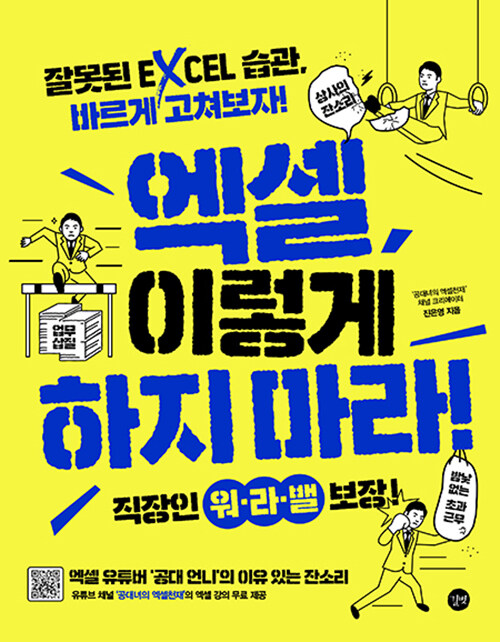 잘못된 EXCEL 습관,
바르게 고쳐보자!
상사의
잔소리
엑셀,
이렇게
하지 마라!
'공대녀의 엑셀천재'
채널 크리에이터
진은영 지음
업무
삽질
직장인 워·라·밸 보장!
밤낮
없는
초과
근무
엑셀 유튜버 '공대 언니'의 이유 있는 잔소리
유튜브 채널 '공대녀의 엑셀천재'의 엑셀 강의 무료 제공
길벗